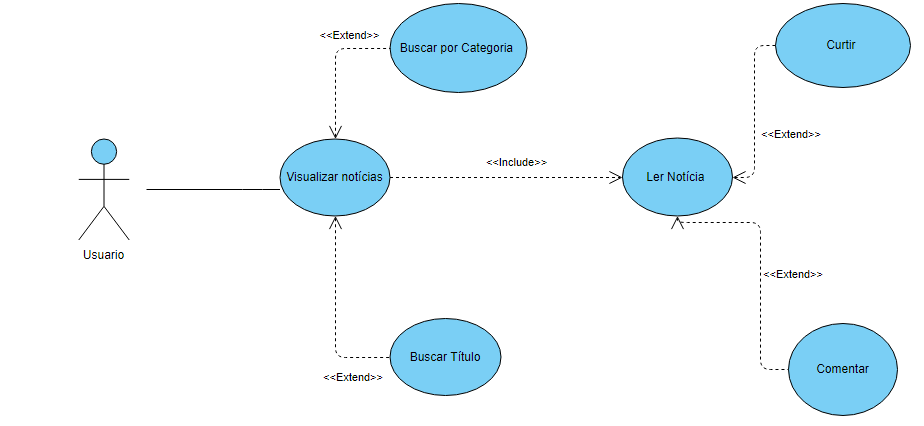 <<Extend>>
Buscar por Categoria
Curtir
<<Extend>>
<<Include>>
Visualizar notícias
Ler Notícia
Usuario
<<Extend>>
Buscar Título
Comentar
<<Extend>>